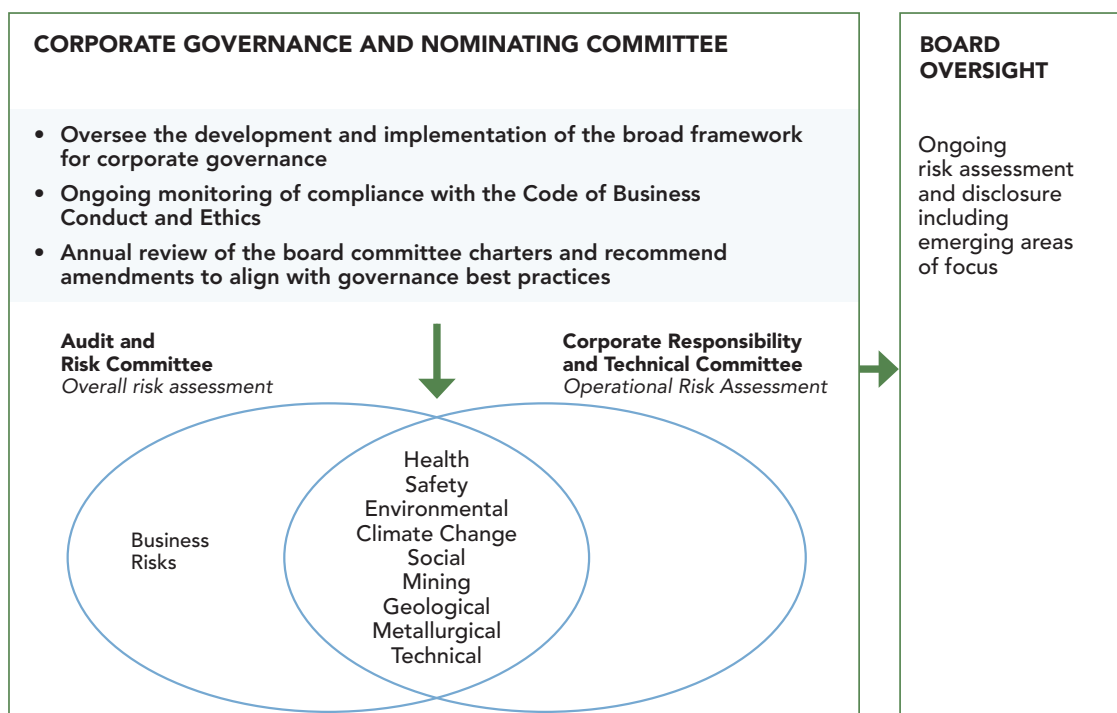 CORPORATE GOVERNANCE AND NOMINATING COMMITTEE
• Oversee the development and implementation of the broad framework
for corporate governance
• Ongoing monitoring of compliance with the Code of Business
Conduct and Ethics
• Annual review of the board committee charters and recommend
amendments to align with governance best practices
Audit and
Risk Committee
Overall risk assessment
Corporate Responsibility
and Technical Committee
Operational Risk Assessment
Business
Risks
Health
Safety
Environmental
Climate Change
Social
Mining
Geological
Metallurgical
Technical
BOARD
OVERSIGHT
Ongoing
risk assessment
and disclosure
including
emerging areas
of focus